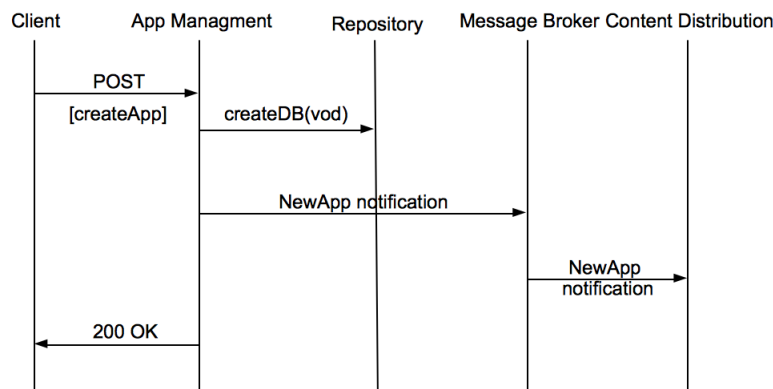 Client
App Managment
Repository
Message Broker
Content Distribution
POST
[createApp]
createDB(vod)
NewApp notification
NewApp
notification
200 OK